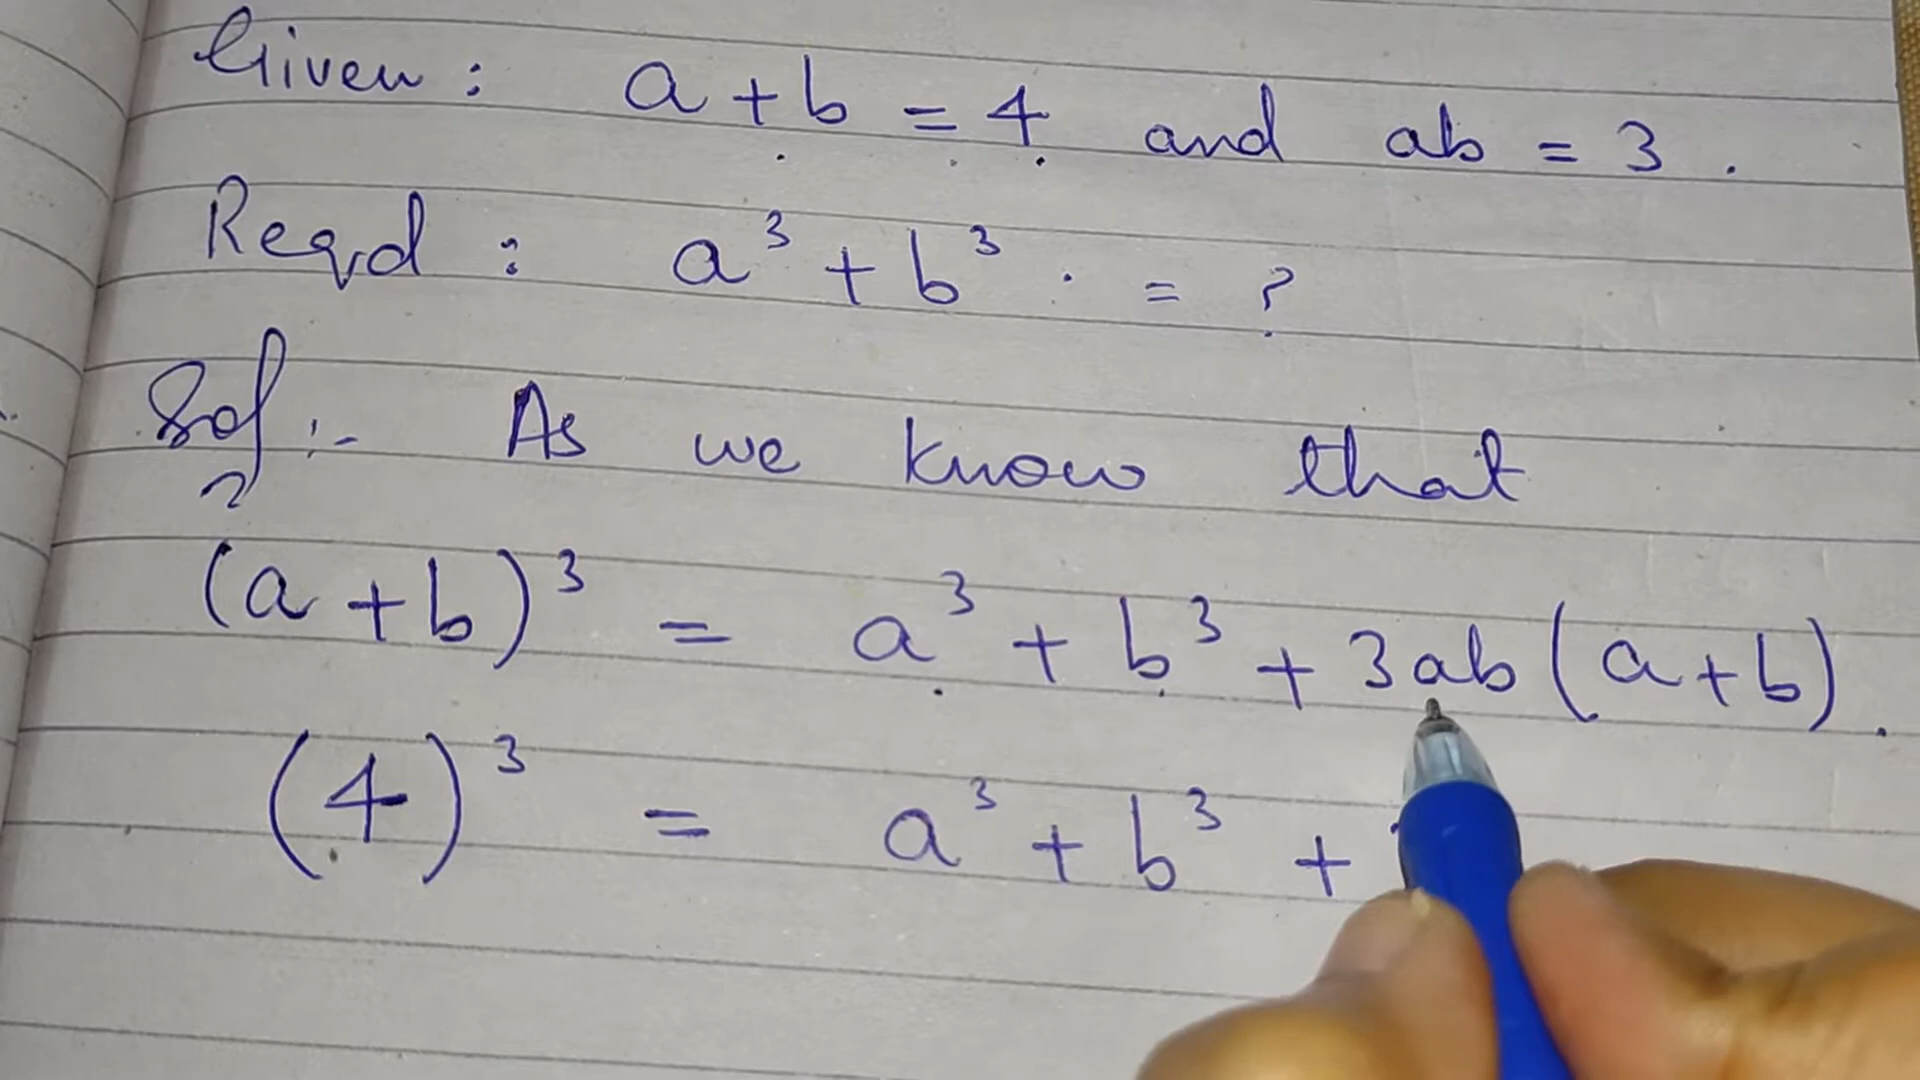 Given : a + b = 4 and ab = 3 .
Reqd : a³ + b³ = ?
Sol :- As we know that
(a + b)³ = a³ + b³ + 3ab (a + b) .
(4)³ = a³ + b³ +